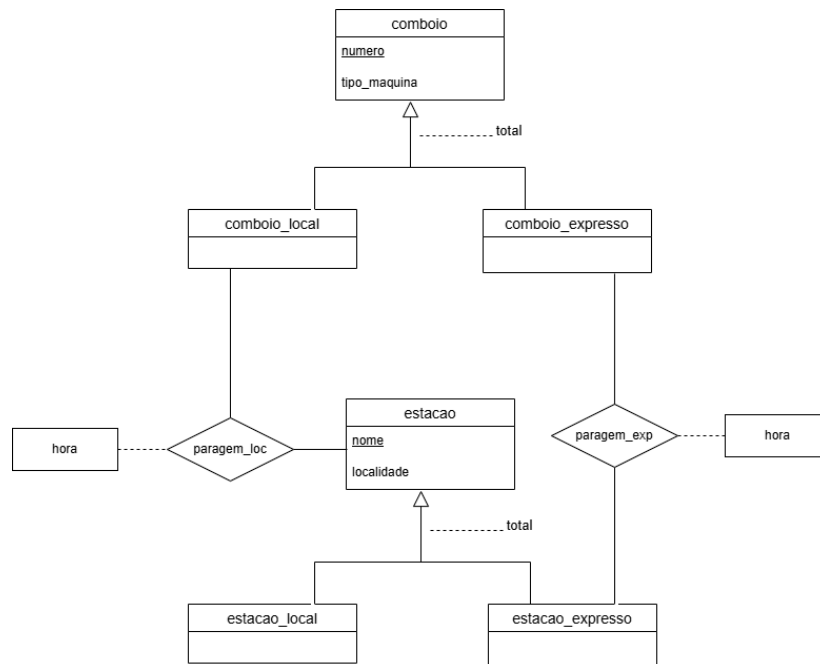 comboio
numero
tipo_maquina
total
comboio_local
comboio_expresso
estacao
nome
localidade
hora
paragem_loc
paragem_exp
hora
total
estacao_local
estacao_expresso